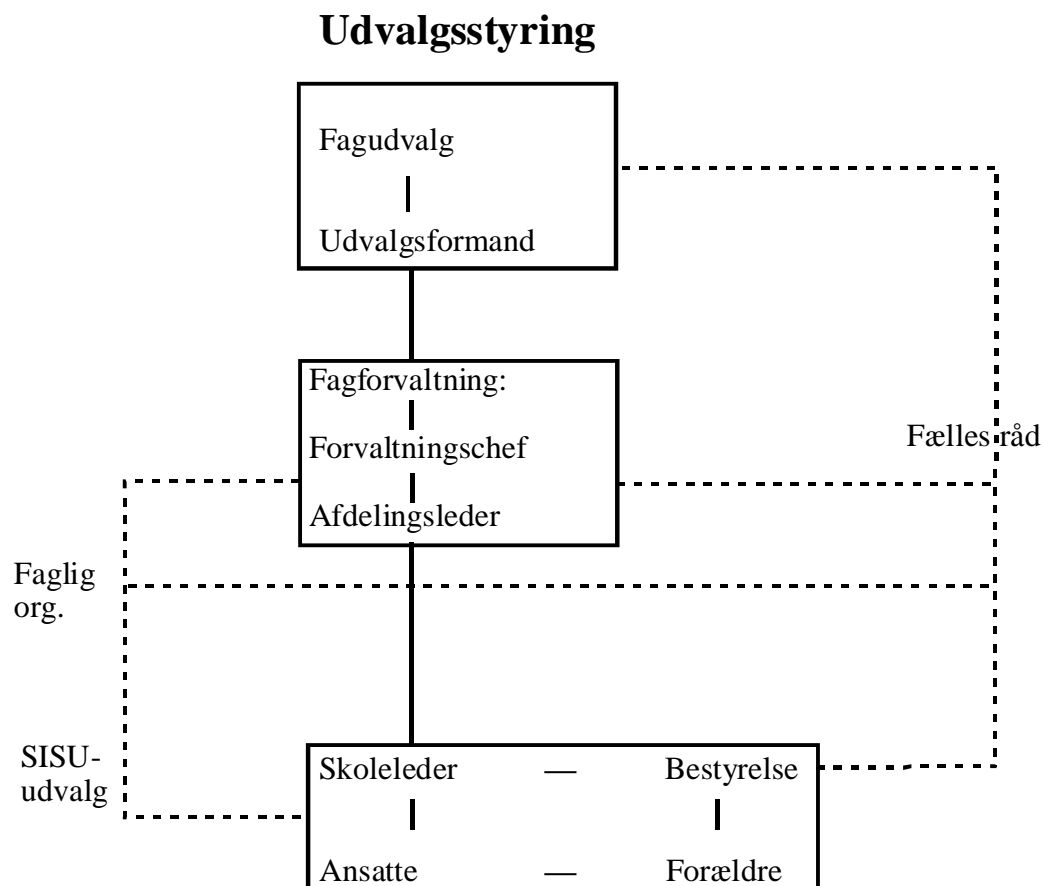 Udvalgsstyring
Fagudvalg
Udvalgsformand
Fagforvaltning:
Forvaltningschef
Afdelingsleder
Fælles råd
Faglig
org.
SISU-
udvalg
Skoleleder — Bestyrelse
Ansatte — Forældre